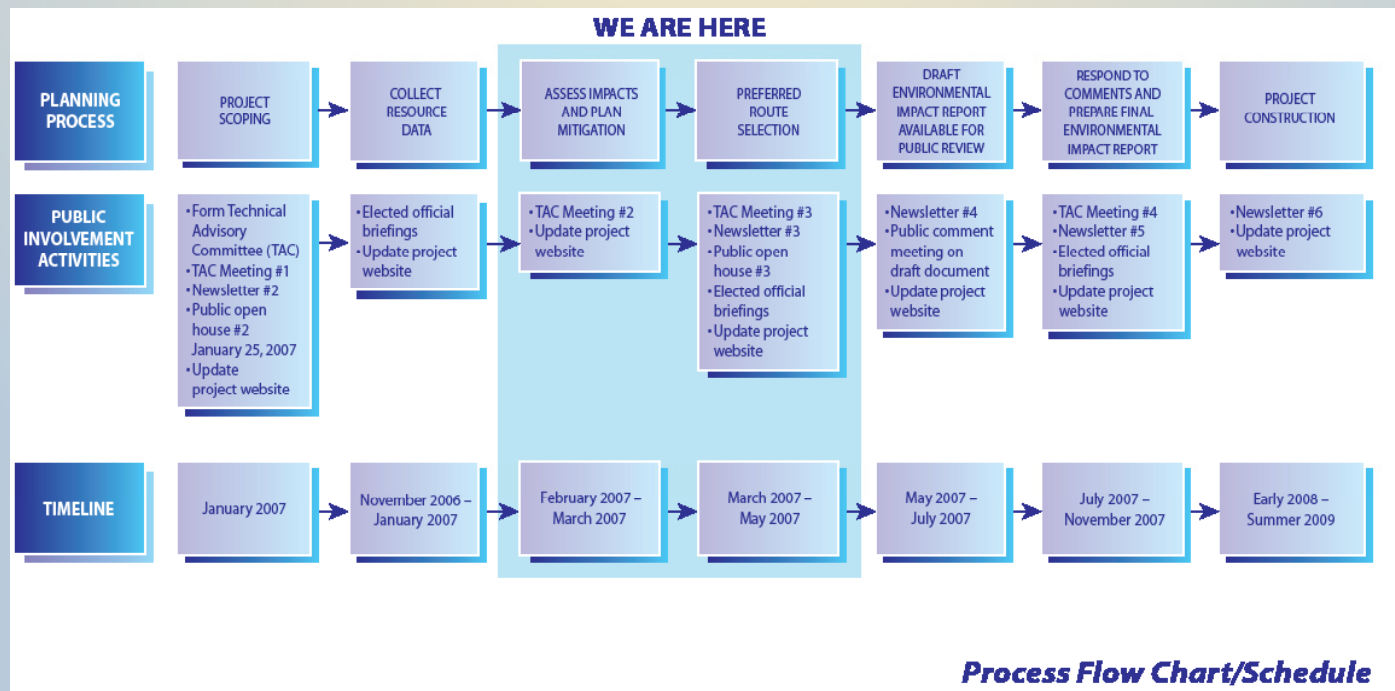 WE ARE HERE
PLANNING
PROCESS
PROJECT
SCOPING
COLLECT
RESOURCE
DATA
ASSESS IMPACTS
AND PLAN
MITIGATION
PREFERRED
ROUTE
SELECTION
DRAFT
ENVIRONMENTAL
IMPACT REPORT
AVAILABLE FOR
PUBLIC REVIEW
RESPOND TO
COMMENTS AND
PREPARE FINAL
ENVIRONMENTAL
IMPACT REPORT
PROJECT
CONSTRUCTION
PUBLIC
INVOLVEMENT
ACTIVITIES
•Form Technical
Advisory
Committee (TAC)
•TAC Meeting #1
•Newsletter #2
•Public open
house #2
January 25, 2007
•Update
project website
•Elected official
briefings
•Update project
website
•TAC Meeting #2
•Update project
website
•TAC Meeting #3
•Newsletter #3
•Public open
house #3
•Elected official
briefings
•Update project
website
•Newsletter #4
•Public comment
meeting on
draft document
•Update project
website
•TAC Meeting #4
•Newsletter #5
•Elected official
briefings
•Update project
website
•Newsletter #6
•Update project
website
TIMELINE
January 2007
November 2006 –
January 2007
February 2007 –
March 2007
March 2007 –
May 2007
May 2007 –
July 2007
July 2007 –
November 2007
Early 2008 –
Summer 2009
Process Flow Chart/Schedule